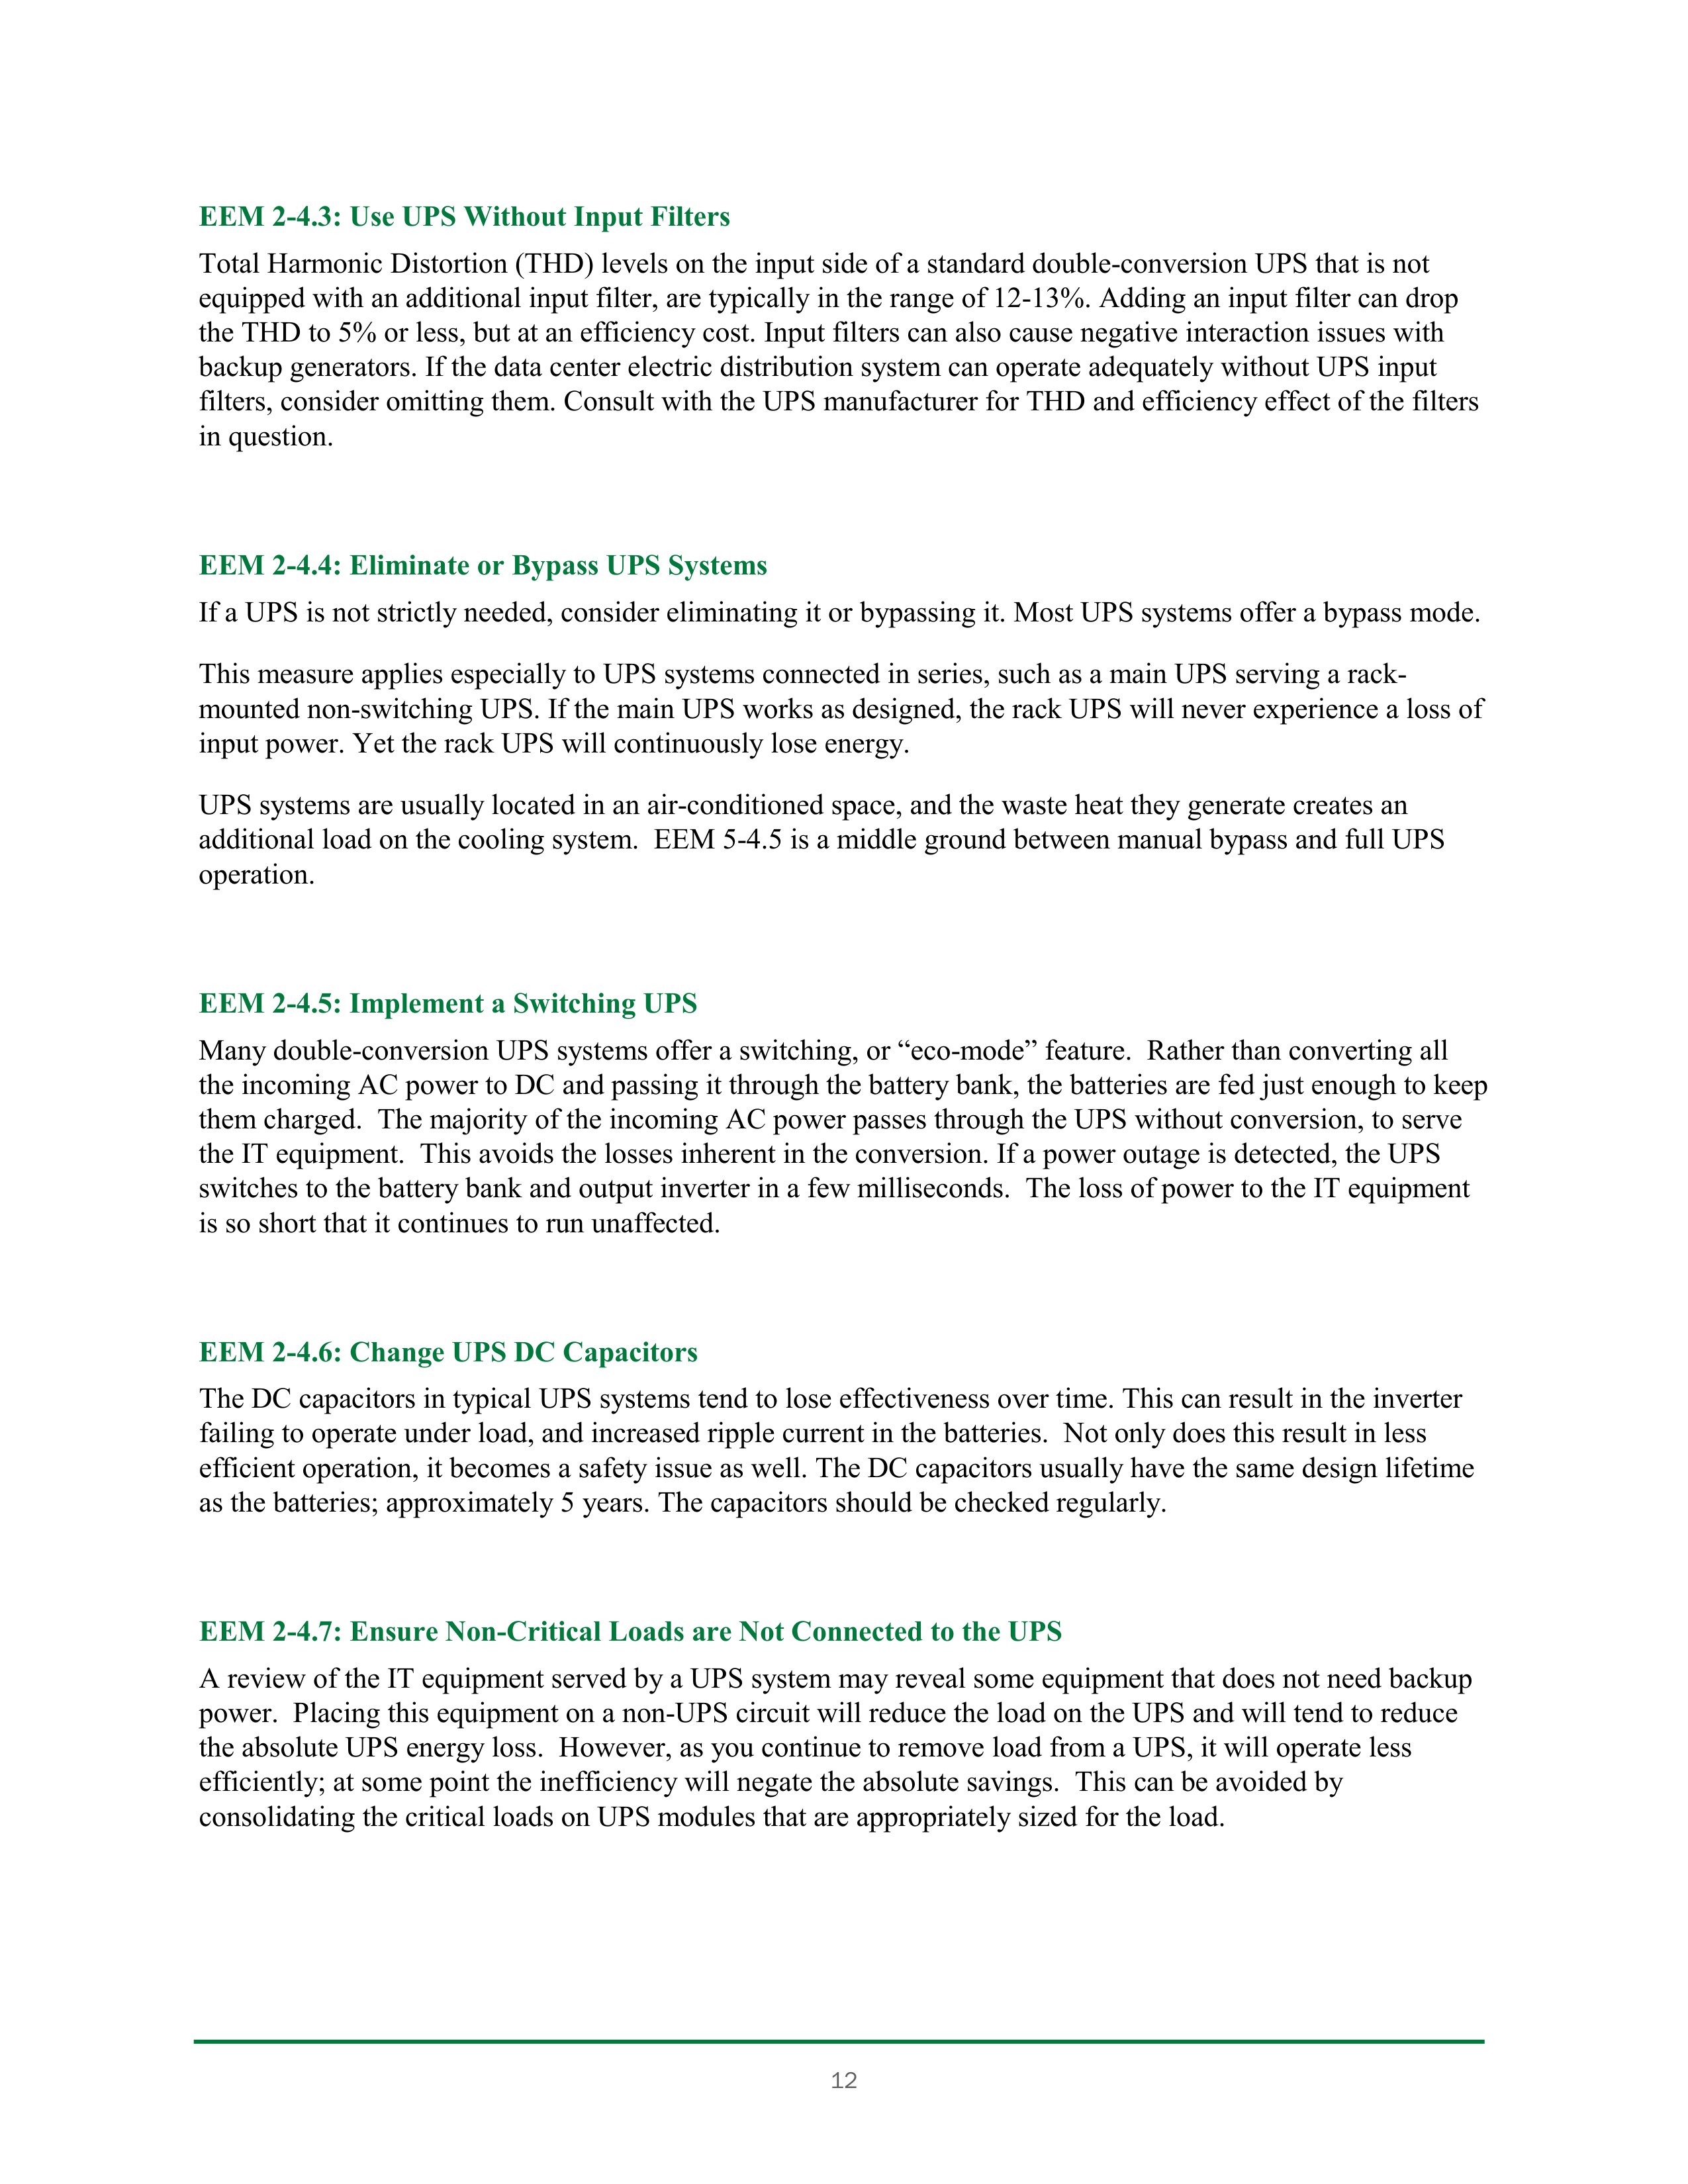 EEM 2-4.3: Use UPS Without Input Filters
Total Harmonic Distortion (THD) levels on the input side of a standard double-conversion UPS that is not
equipped with an additional input filter, are typically in the range of 12-13%. Adding an input filter can drop
the THD to 5% or less, but at an efficiency cost. Input filters can also cause negative interaction issues with
backup generators. If the data center electric distribution system can operate adequately without UPS input
filters, consider omitting them. Consult with the UPS manufacturer for THD and efficiency effect of the filters
in question.
EEM 2-4.4: Eliminate or Bypass UPS Systems
If a UPS is not strictly needed, consider eliminating it or bypassing it. Most UPS systems offer a bypass mode.
This measure applies especially to UPS systems connected in series, such as a main UPS serving a rack-
mounted non-switching UPS. If the main UPS works as designed, the rack UPS will never experience a loss of
input power. Yet the rack UPS will continuously lose energy.
UPS systems are usually located in an air-conditioned space, and the waste heat they generate creates an
additional load on the cooling system.  EEM 5-4.5 is a middle ground between manual bypass and full UPS
operation.
EEM 2-4.5: Implement a Switching UPS
Many double-conversion UPS systems offer a switching, or “eco-mode” feature.  Rather than converting all
the incoming AC power to DC and passing it through the battery bank, the batteries are fed just enough to keep
them charged.  The majority of the incoming AC power passes through the UPS without conversion, to serve
the IT equipment.  This avoids the losses inherent in the conversion. If a power outage is detected, the UPS
switches to the battery bank and output inverter in a few milliseconds.  The loss of power to the IT equipment
is so short that it continues to run unaffected.
EEM 2-4.6: Change UPS DC Capacitors
The DC capacitors in typical UPS systems tend to lose effectiveness over time. This can result in the inverter
failing to operate under load, and increased ripple current in the batteries.  Not only does this result in less
efficient operation, it becomes a safety issue as well. The DC capacitors usually have the same design lifetime
as the batteries; approximately 5 years. The capacitors should be checked regularly.
EEM 2-4.7: Ensure Non-Critical Loads are Not Connected to the UPS
A review of the IT equipment served by a UPS system may reveal some equipment that does not need backup
power.  Placing this equipment on a non-UPS circuit will reduce the load on the UPS and will tend to reduce
the absolute UPS energy loss.  However, as you continue to remove load from a UPS, it will operate less
efficiently; at some point the inefficiency will negate the absolute savings.  This can be avoided by
consolidating the critical loads on UPS modules that are appropriately sized for the load.
12